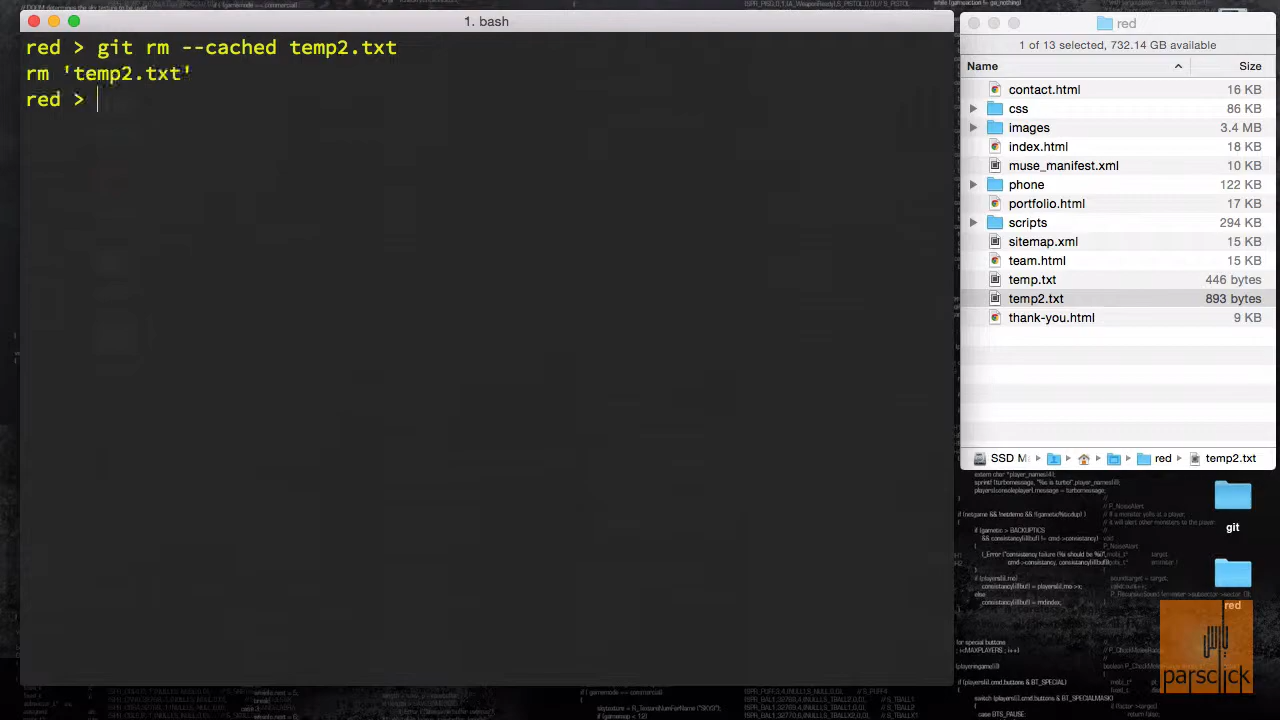 1. bash
red > git rm --cached temp2.txt
rm 'temp2.txt'
red >
red
1 of 13 selected, 732.14 GB available
Name Size
contact.html 16 KB
css 86 KB
images 3.4 MB
index.html 18 KB
muse_manifest.xml 10 KB
phone 122 KB
portfolio.html 17 KB
scripts 294 KB
sitemap.xml 15 KB
team.html 15 KB
temp.txt 446 bytes
temp2.txt 893 bytes
thank-you.html 9 KB
SSD M red temp2.txt
git
red
parsclick